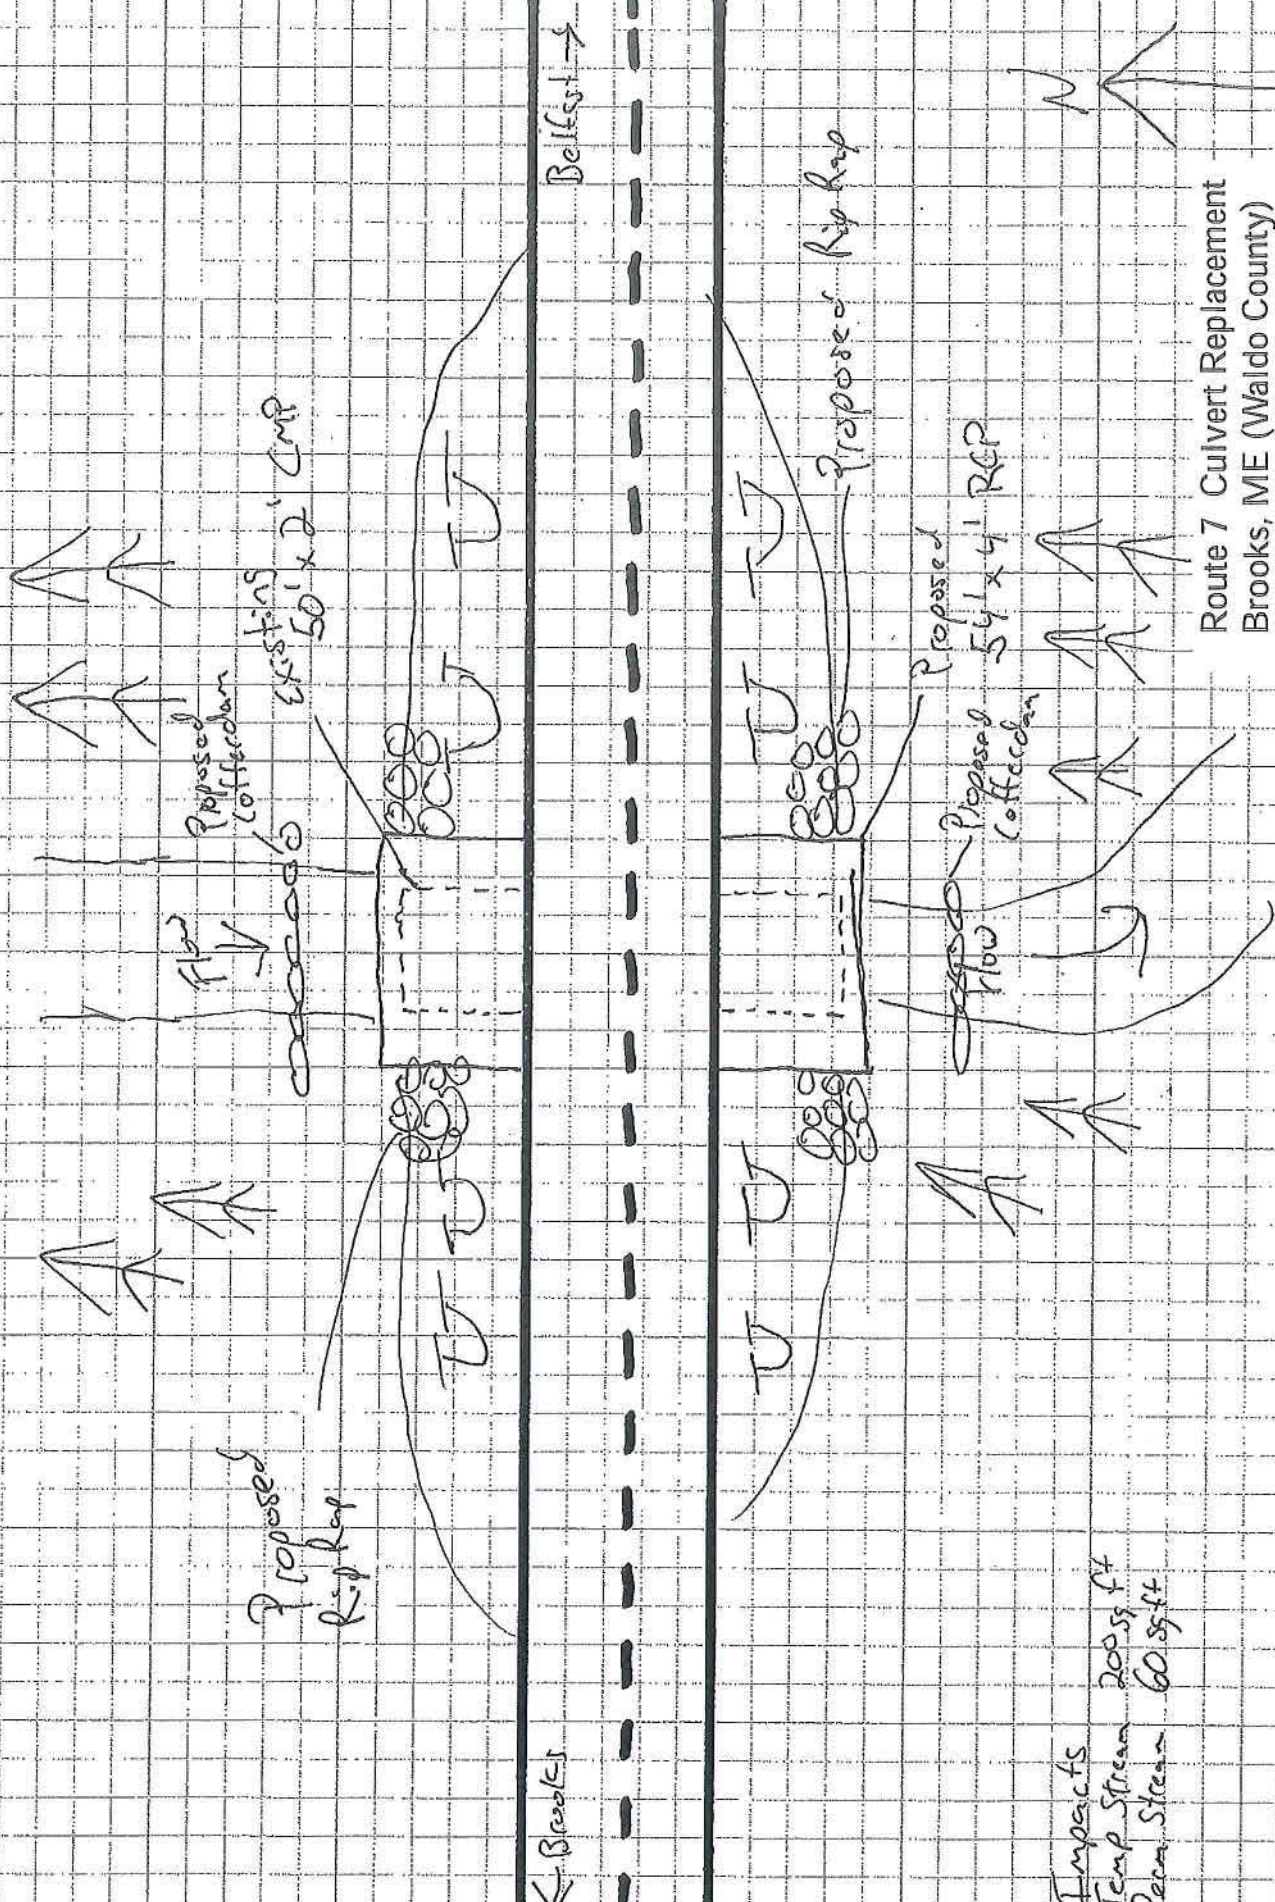 Proposed
Rip Rap
Flow
Proposed
Cofferdam
Existing
50' x 2' CMP
← Brooks
Belfast →
Proposed Rip Rap
Flow
Proposed
Cofferdam
Proposed
54' x 4' RCP
N
Impacts
Temp Stream 200 sq ft
Perm Stream 60 sq ft
Route 7 Culvert Replacement
Brooks, ME (Waldo County)